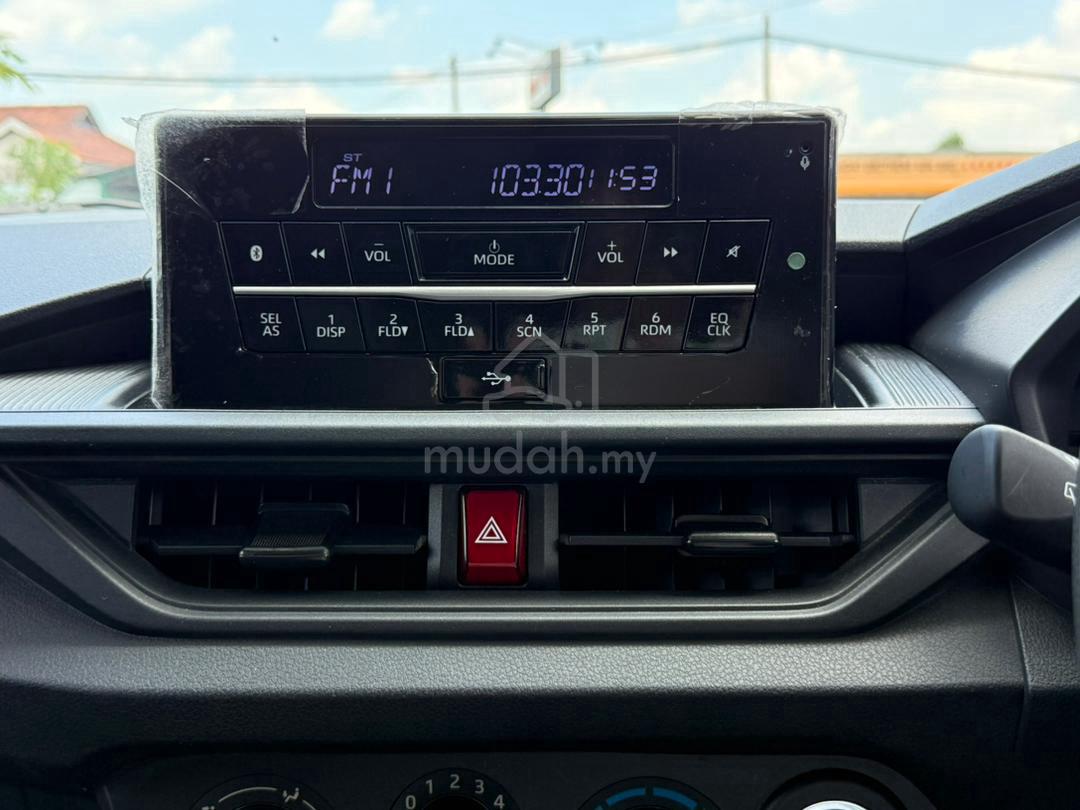 ST
FM1 103.30 11:53
VOL MODE VOL
SEL AS 1 DISP 2 FLD▼ 3 FLD▲ 4 SCN 5 RPT 6 RDM EQ CLK
mudah.my
0 1 2 3 4